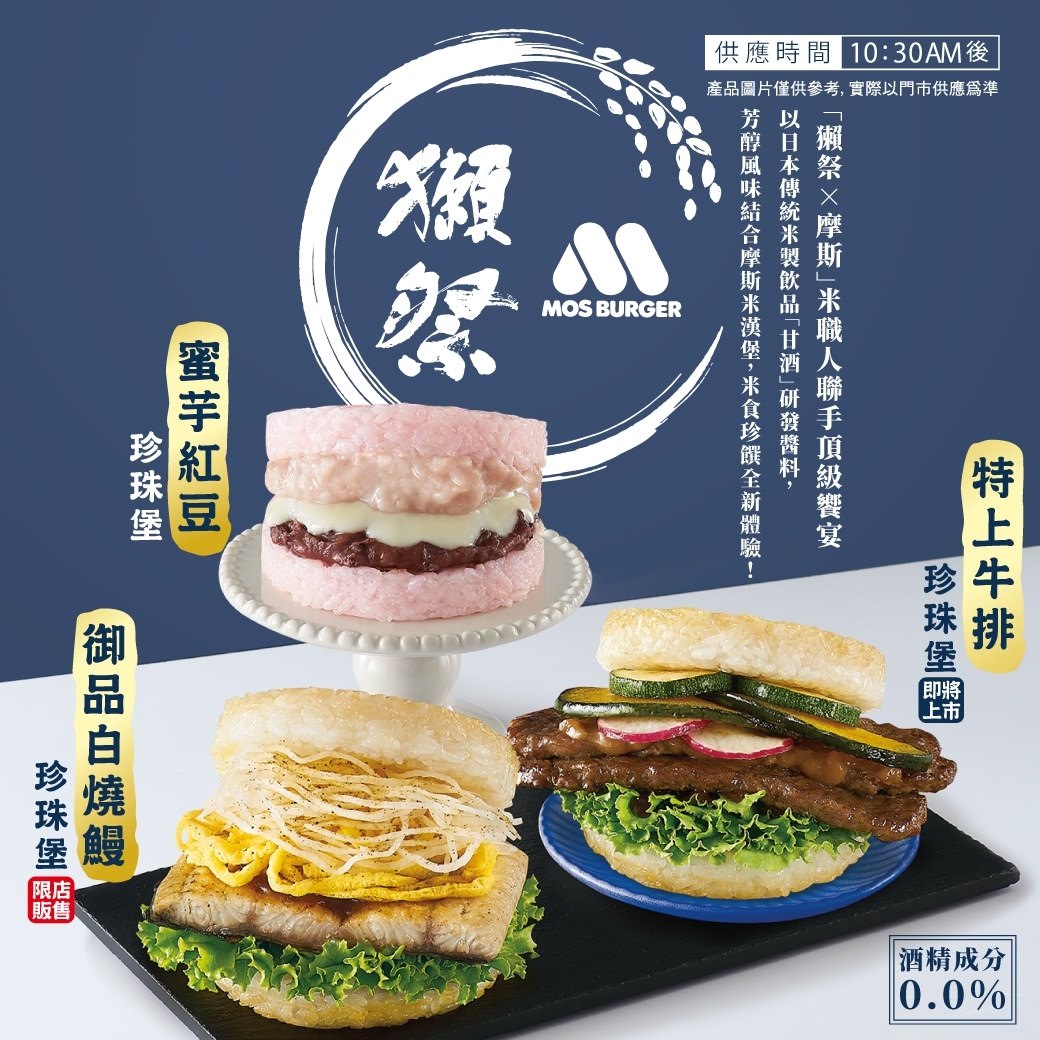 供應時間 10:30AM後
產品圖片僅供參考,實際以門市供應為準
獺祭
MOS BURGER
「獺祭×摩斯」米職人聯手頂級饗宴
以日本傳統米製飲品「甘酒」研發醬料,
芳醇風味結合摩斯米漢堡,米食珍饌全新體驗!
蜜芋紅豆
珍珠堡
特上牛排
珍珠堡
即將上市
御品白燒鰻
珍珠堡
限店販售
酒精成分
0.0%